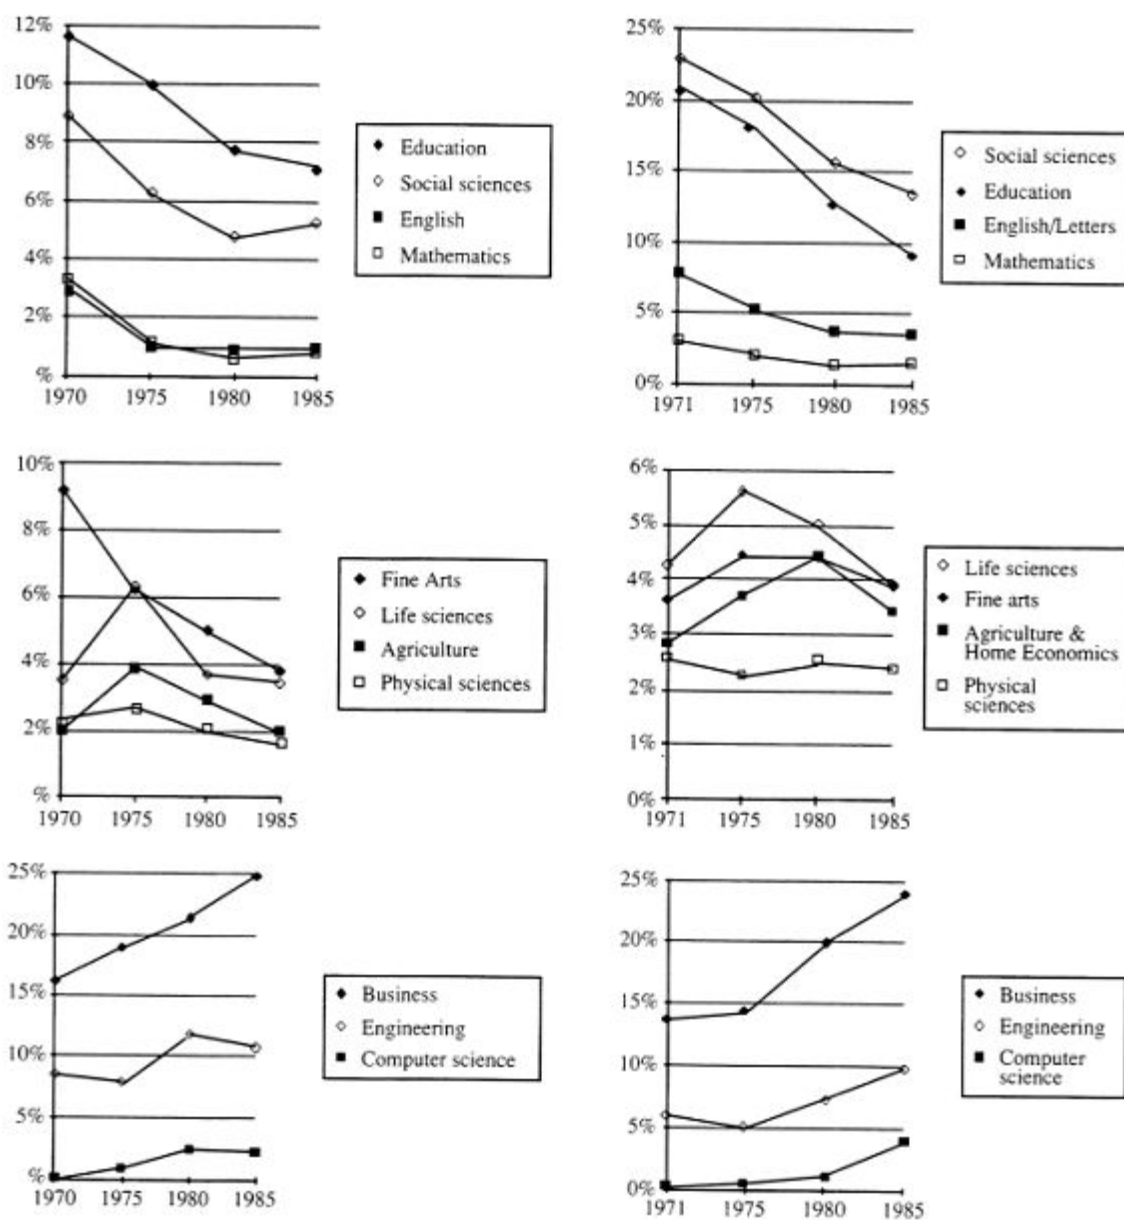 12%
10%
8%
6%
4%
2%
%
1970 1975 1980 1985
Education
Social sciences
English
Mathematics
25%
20%
15%
10%
5%
0%
1971 1975 1980 1985
Social sciences
Education
English/Letters
Mathematics
10%
8%
6%
4%
2%
%
1970 1975 1980 1985
Fine Arts
Life sciences
Agriculture
Physical sciences
6%
5%
4%
3%
2%
1%
0%
1971 1975 1980 1985
Life sciences
Fine arts
Agriculture &
Home Economics
Physical
sciences
25%
20%
15%
10%
5%
%
1970 1975 1980 1985
Business
Engineering
Computer science
25%
20%
15%
10%
5%
0%
1971 1975 1980 1985
Business
Engineering
Computer
science